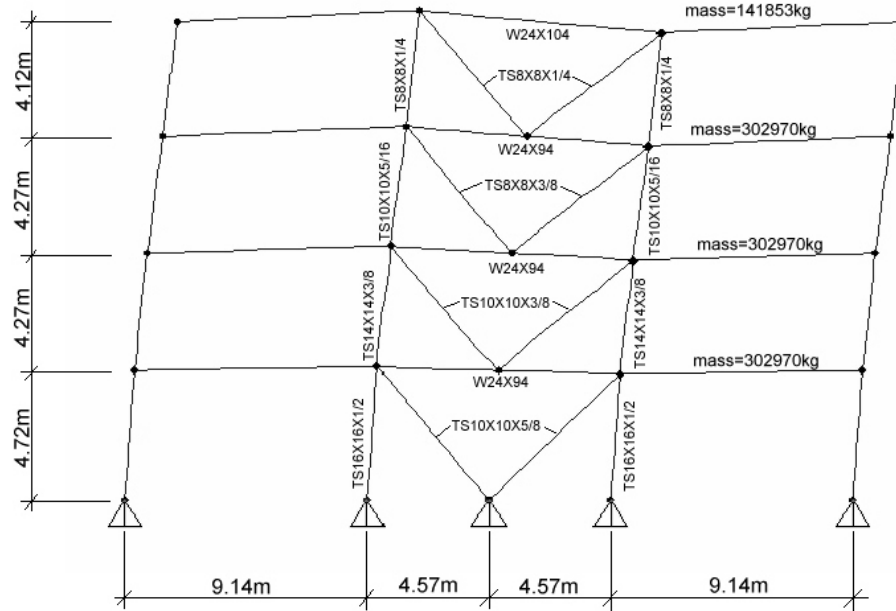 mass=141853kg
W24X104
4.12m
TS8X8X1/4
TS8X8X1/4
TS8X8X1/4
mass=302970kg
W24X94
4.27m
TS10X10X5/16
TS8X8X3/8
TS10X10X5/16
mass=302970kg
W24X94
4.27m
TS14X14X3/8
TS10X10X3/8
TS14X14X3/8
mass=302970kg
W24X94
4.72m
TS16X16X1/2
TS10X10X5/8
TS16X16X1/2
9.14m
4.57m
4.57m
9.14m